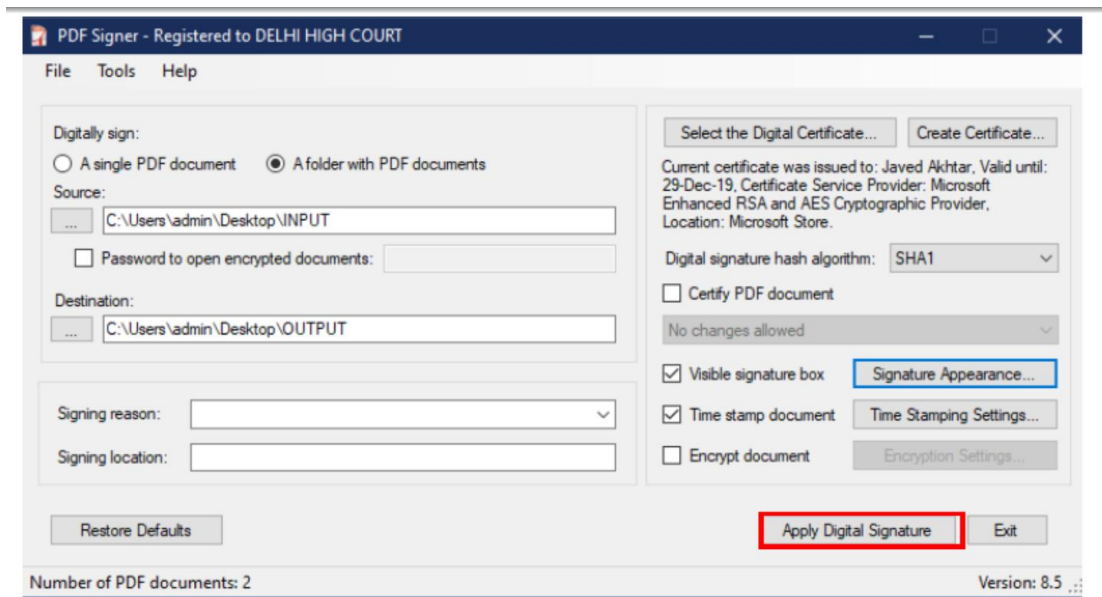 PDF Signer - Registered to DELHI HIGH COURT
File Tools Help
Digitally sign:
A single PDF document A folder with PDF documents
Source:
... C:\Users\admin\Desktop\INPUT
Password to open encrypted documents:
Destination:
... C:\Users\admin\Desktop\OUTPUT
Signing reason:
Signing location:
Select the Digital Certificate... Create Certificate...
Current certificate was issued to: Javed Akhtar, Valid until:
29-Dec-19, Certificate Service Provider: Microsoft
Enhanced RSA and AES Cryptographic Provider,
Location: Microsoft Store.
Digital signature hash algorithm: SHA1
Certify PDF document
No changes allowed
Visible signature box Signature Appearance...
Time stamp document Time Stamping Settings...
Encrypt document Encryption Settings...
Restore Defaults Apply Digital Signature Exit
Number of PDF documents: 2 Version: 8.5